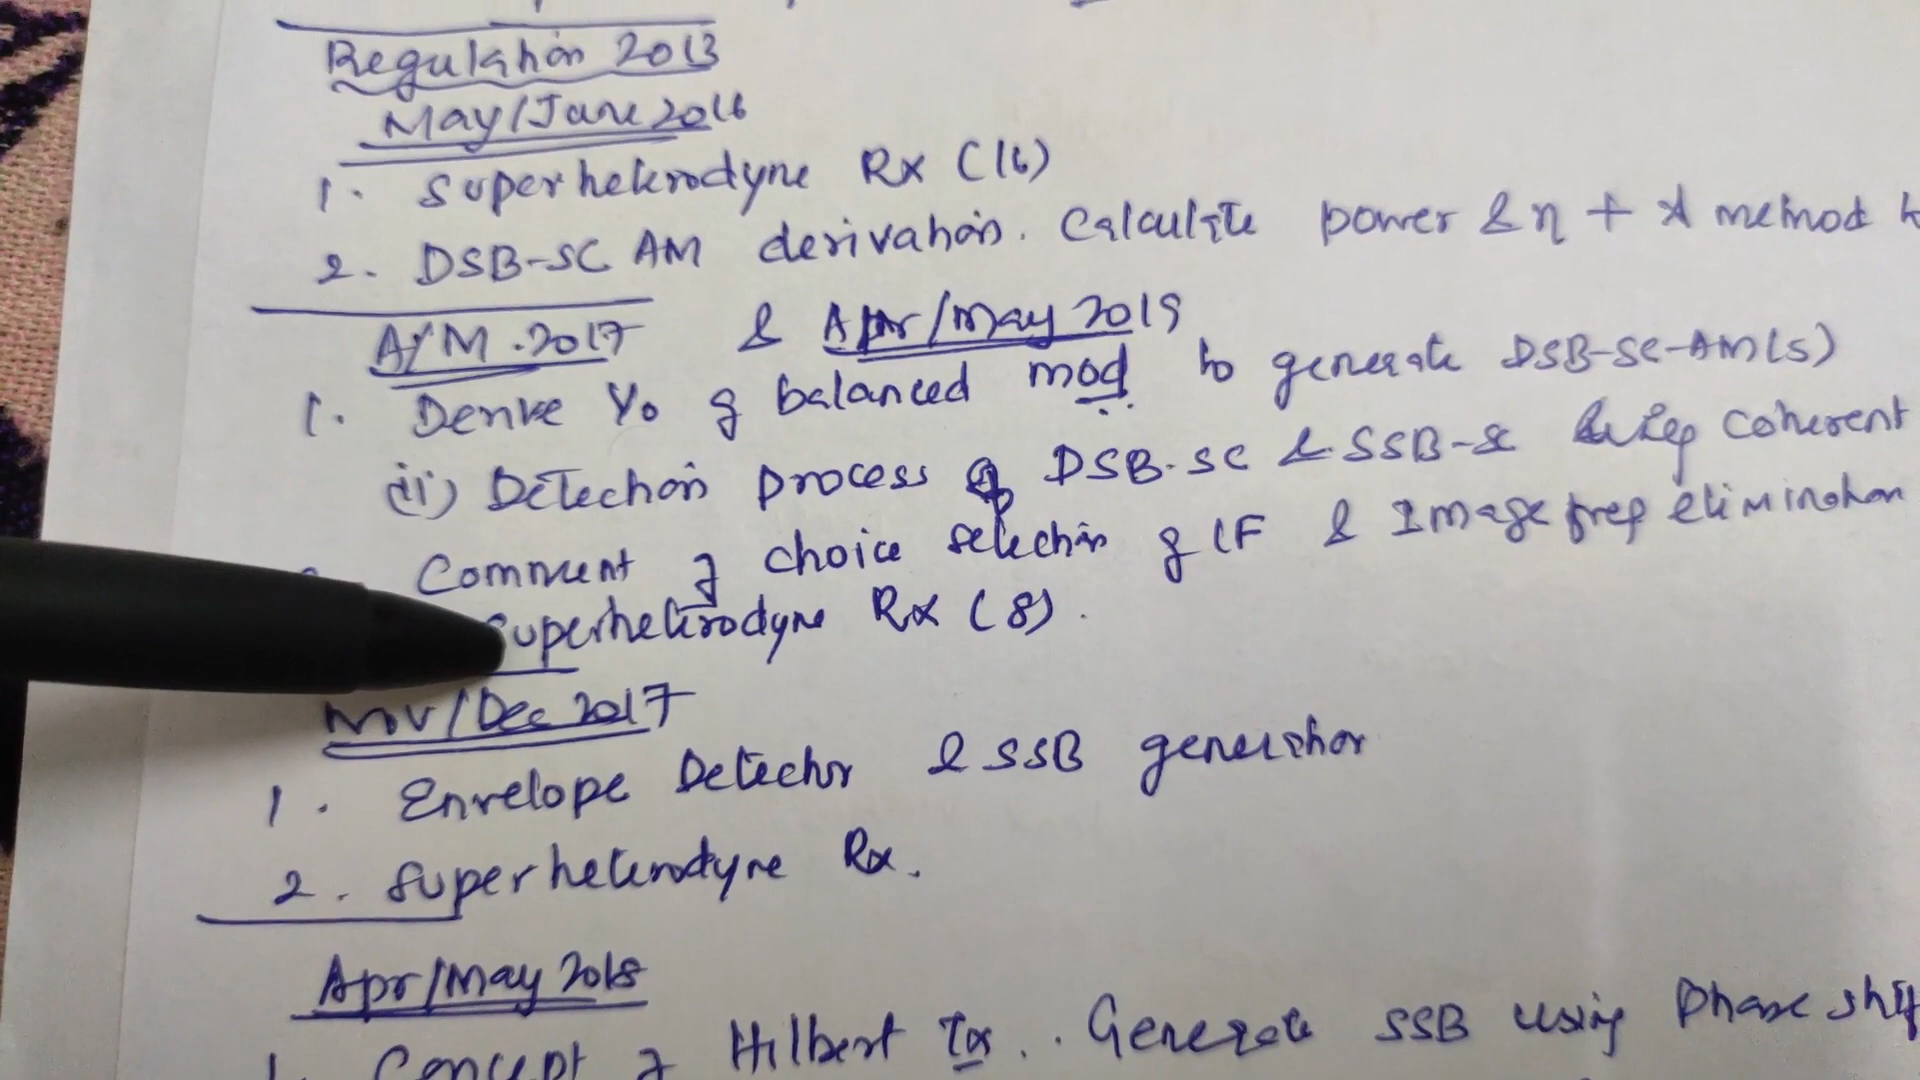 Regulation 2013
May/June 2016
1. Superheterodyne Rx (16)
2. DSB-SC AM derivation. Calculate power & η + method
A/M.2017 & Apr/May 2019
1. Derive Vo of balanced mod to generate DSB-SC-AM(5)
(ii) Detection process of DSB-SC & SSB-SC using coherent
Comment of choice selection of IF & Image freq elimination
Superheterodyne Rx (8).
Nov/Dec 2017
1. Envelope Detector & SSB generation
2. Superheterodyne Rx.
Apr/May 2018
1. Concept of Hilbert Tx.. Generate SSB using Phase shif